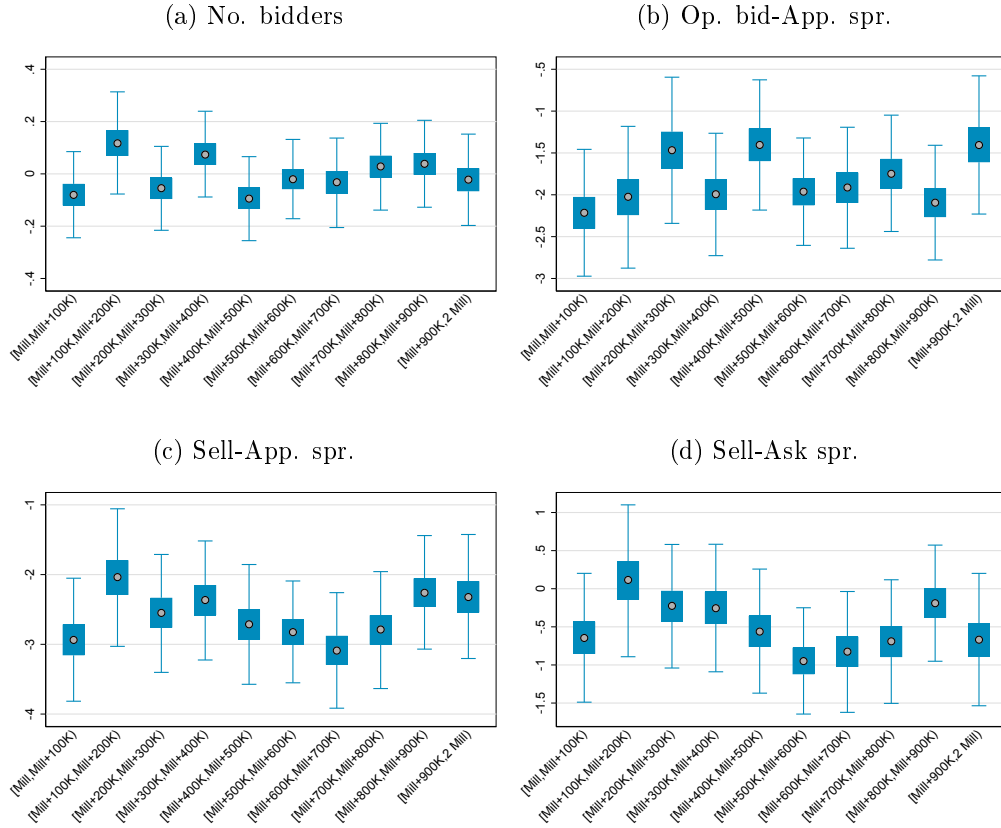 (a) No. bidders
.4
.2
0
-.2
-.4
[Mill,Mill+100K)
[Mill+100K,Mill+200K)
[Mill+200K,Mill+300K)
[Mill+300K,Mill+400K)
[Mill+400K,Mill+500K)
[Mill+500K,Mill+600K)
[Mill+600K,Mill+700K)
[Mill+700K,Mill+800K)
[Mill+800K,Mill+900K)
[Mill+900K,2 Mill)
(b) Op. bid-App. spr.
-.5
-1
-1.5
-2
-2.5
-3
[Mill,Mill+100K)
[Mill+100K,Mill+200K)
[Mill+200K,Mill+300K)
[Mill+300K,Mill+400K)
[Mill+400K,Mill+500K)
[Mill+500K,Mill+600K)
[Mill+600K,Mill+700K)
[Mill+700K,Mill+800K)
[Mill+800K,Mill+900K)
[Mill+900K,2 Mill)
(c) Sell-App. spr.
-1
-2
-3
-4
[Mill,Mill+100K)
[Mill+100K,Mill+200K)
[Mill+200K,Mill+300K)
[Mill+300K,Mill+400K)
[Mill+400K,Mill+500K)
[Mill+500K,Mill+600K)
[Mill+600K,Mill+700K)
[Mill+700K,Mill+800K)
[Mill+800K,Mill+900K)
[Mill+900K,2 Mill)
(d) Sell-Ask spr.
1
.5
0
-.5
-1
-1.5
[Mill,Mill+100K)
[Mill+100K,Mill+200K)
[Mill+200K,Mill+300K)
[Mill+300K,Mill+400K)
[Mill+400K,Mill+500K)
[Mill+500K,Mill+600K)
[Mill+600K,Mill+700K)
[Mill+700K,Mill+800K)
[Mill+800K,Mill+900K)
[Mill+900K,2 Mill)